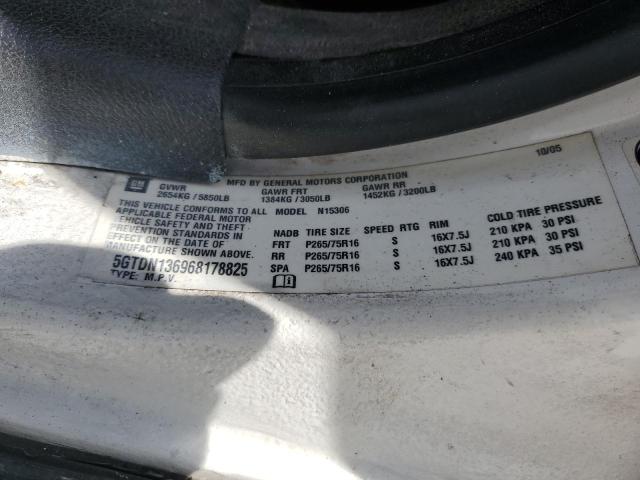 GM MFD BY GENERAL MOTORS CORPORATION 10/05
GVWR GAWR FRT GAWR RR
2654KG / 5850LB 1384KG / 3050LB 1452KG / 3200LB
THIS VEHICLE CONFORMS TO ALL MODEL N15306
APPLICABLE FEDERAL MOTOR
VEHICLE SAFETY AND THEFT
PREVENTION STANDARDS IN
EFFECT ON THE DATE OF
MANUFACTURE SHOWN ABOVE.
5GTDN136968178825
TYPE: M.P.V.
COLD TIRE PRESSURE
NADB TIRE SIZE SPEED RTG RIM
FRT P265/75R16 S 16X7.5J 210 KPA 30 PSI
RR P265/75R16 S 16X7.5J 210 KPA 30 PSI
SPA P265/75R16 S 16X7.5J 240 KPA 35 PSI